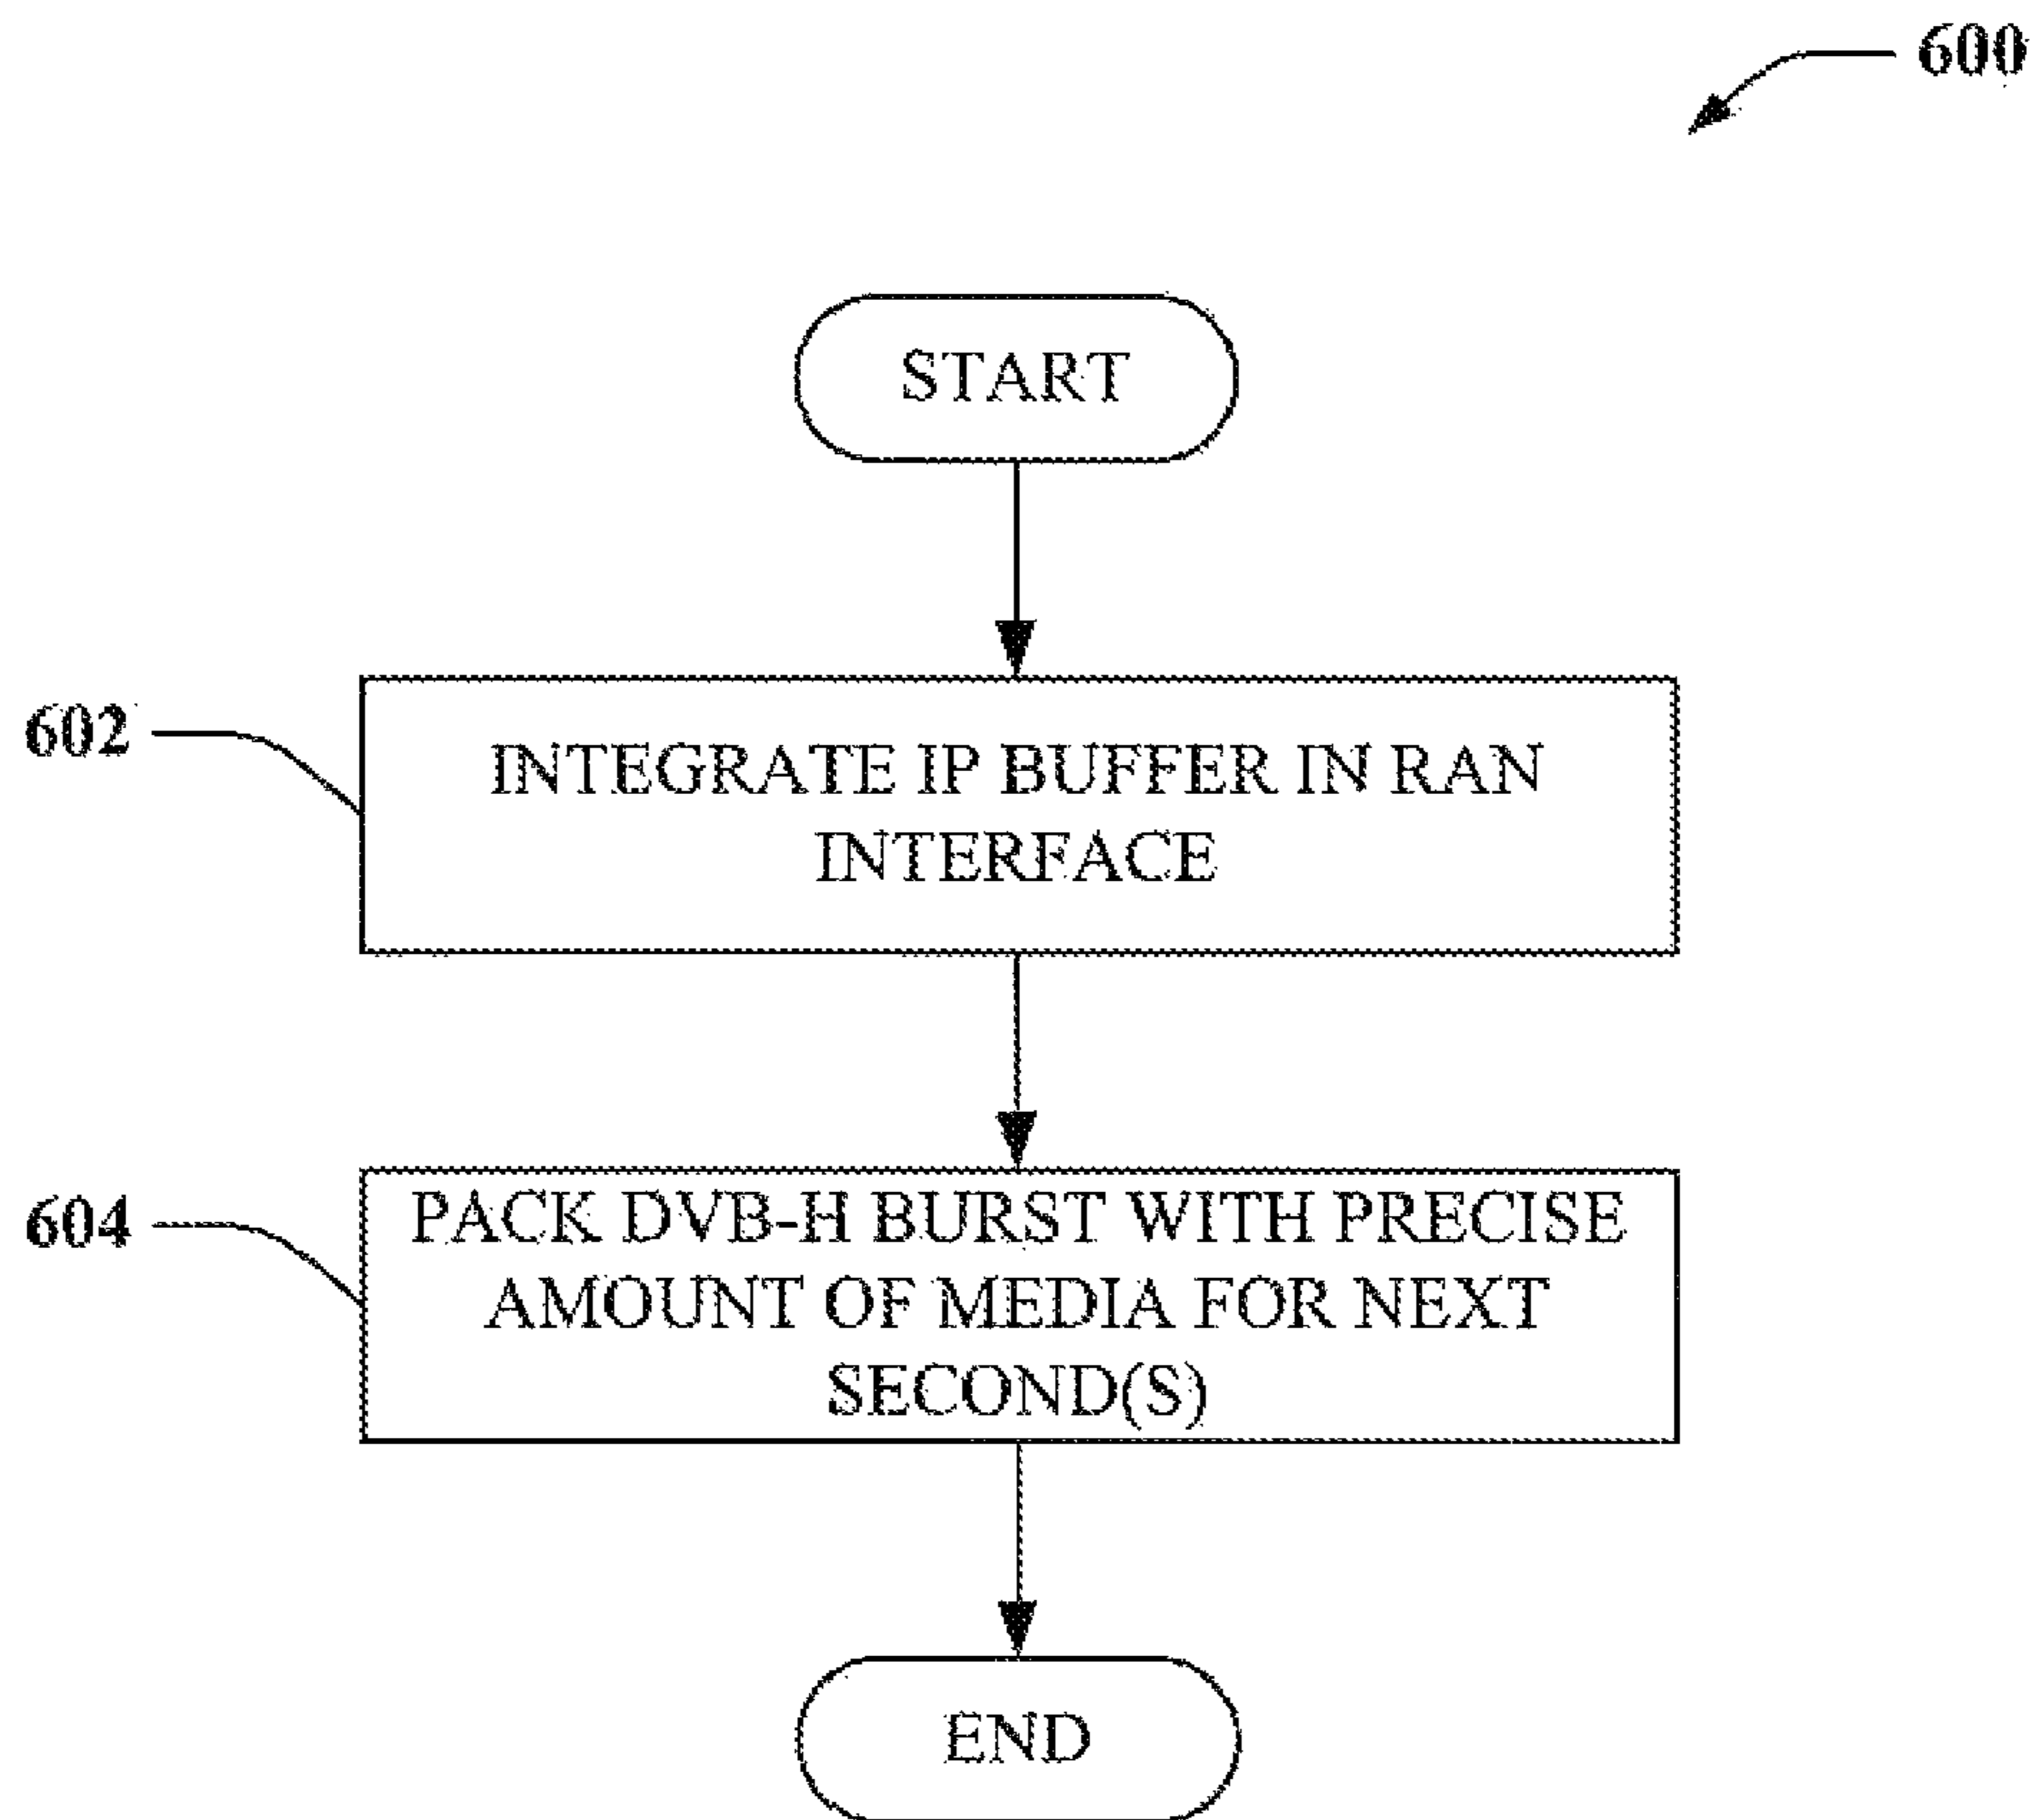 600
START
602
INTEGRATE IP BUFFER IN RAN
INTERFACE
604
PACK DVB-H BURST WITH PRECISE
AMOUNT OF MEDIA FOR NEXT
SECOND(S)
END